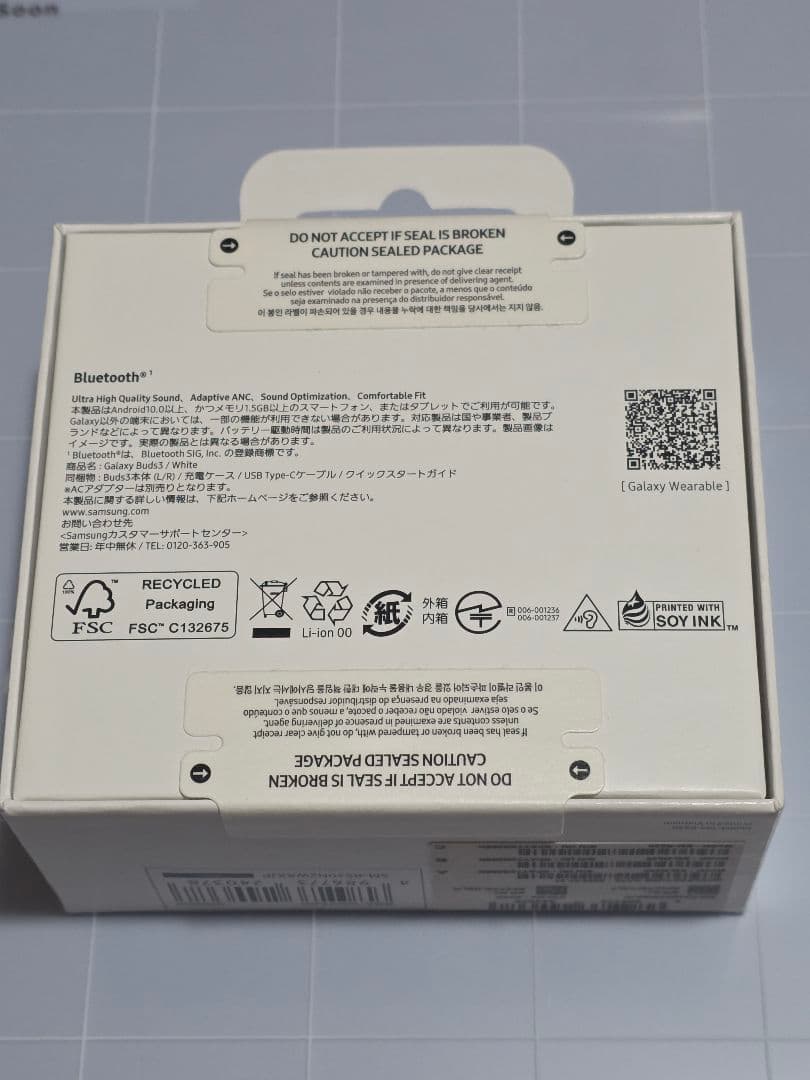 soon
DO NOT ACCEPT IF SEAL IS BROKEN
CAUTION SEALED PACKAGE
If seal has been broken or tampered with, do not give clear receipt
unless contents are examined in presence of delivering agent.
Se o selo estiver violado não receber o pacote, a menos que o conteúdo
seja examinado na presença do distribuidor responsável.
이 봉인 라벨이 파손되어 있을 경우 내용물 누락에 대한 책임을 당사에서는 지지 않음.
Bluetooth® ¹
Ultra High Quality Sound、Adaptive ANC、Sound Optimization、Comfortable Fit
本製品はAndroid10.0以上、かつメモリ1.5GB以上のスマートフォン、またはタブレットでご利用が可能です。
Galaxy以外の端末においては、一部の機能が利用できない場合があります。対応製品は国や事業者、製品ブ
ランドなどによって異なります。バッテリー駆動時間は製品のご利用状況によって異なります。製品画像は
イメージです。実際の製品とは異なる場合があります。
¹ Bluetooth®は、Bluetooth SIG, Inc. の登録商標です。
商品名 : Galaxy Buds3 / White
同梱物 : Buds3本体 (L/R) / 充電ケース / USB Type-Cケーブル / クイックスタートガイド
※ACアダプターは別売りとなります。
本製品に関する詳しい情報は、下記ホームページをご参照ください。
www.samsung.com
お問い合わせ先
<Samsungカスタマーサポートセンター>
営業日: 年中無休 / TEL: 0120-363-905
[ Galaxy Wearable ]
100%
FSC
RECYCLED
Packaging
FSC™ C132675
Li-ion 00
紙
外箱
内箱
006-001236
006-001237
PRINTED WITH
SOY INK™
이 봉인 라벨이 파손되어 있을 경우 내용물 누락에 대한 책임을 당사에서는 지지 않음.
seja examinado na presença do distribuidor responsável.
Se o selo estiver violado não receber o pacote, a menos que o conteúdo
unless contents are examined in presence of delivering agent.
If seal has been broken or tampered with, do not give clear receipt
CAUTION SEALED PACKAGE
DO NOT ACCEPT IF SEAL IS BROKEN